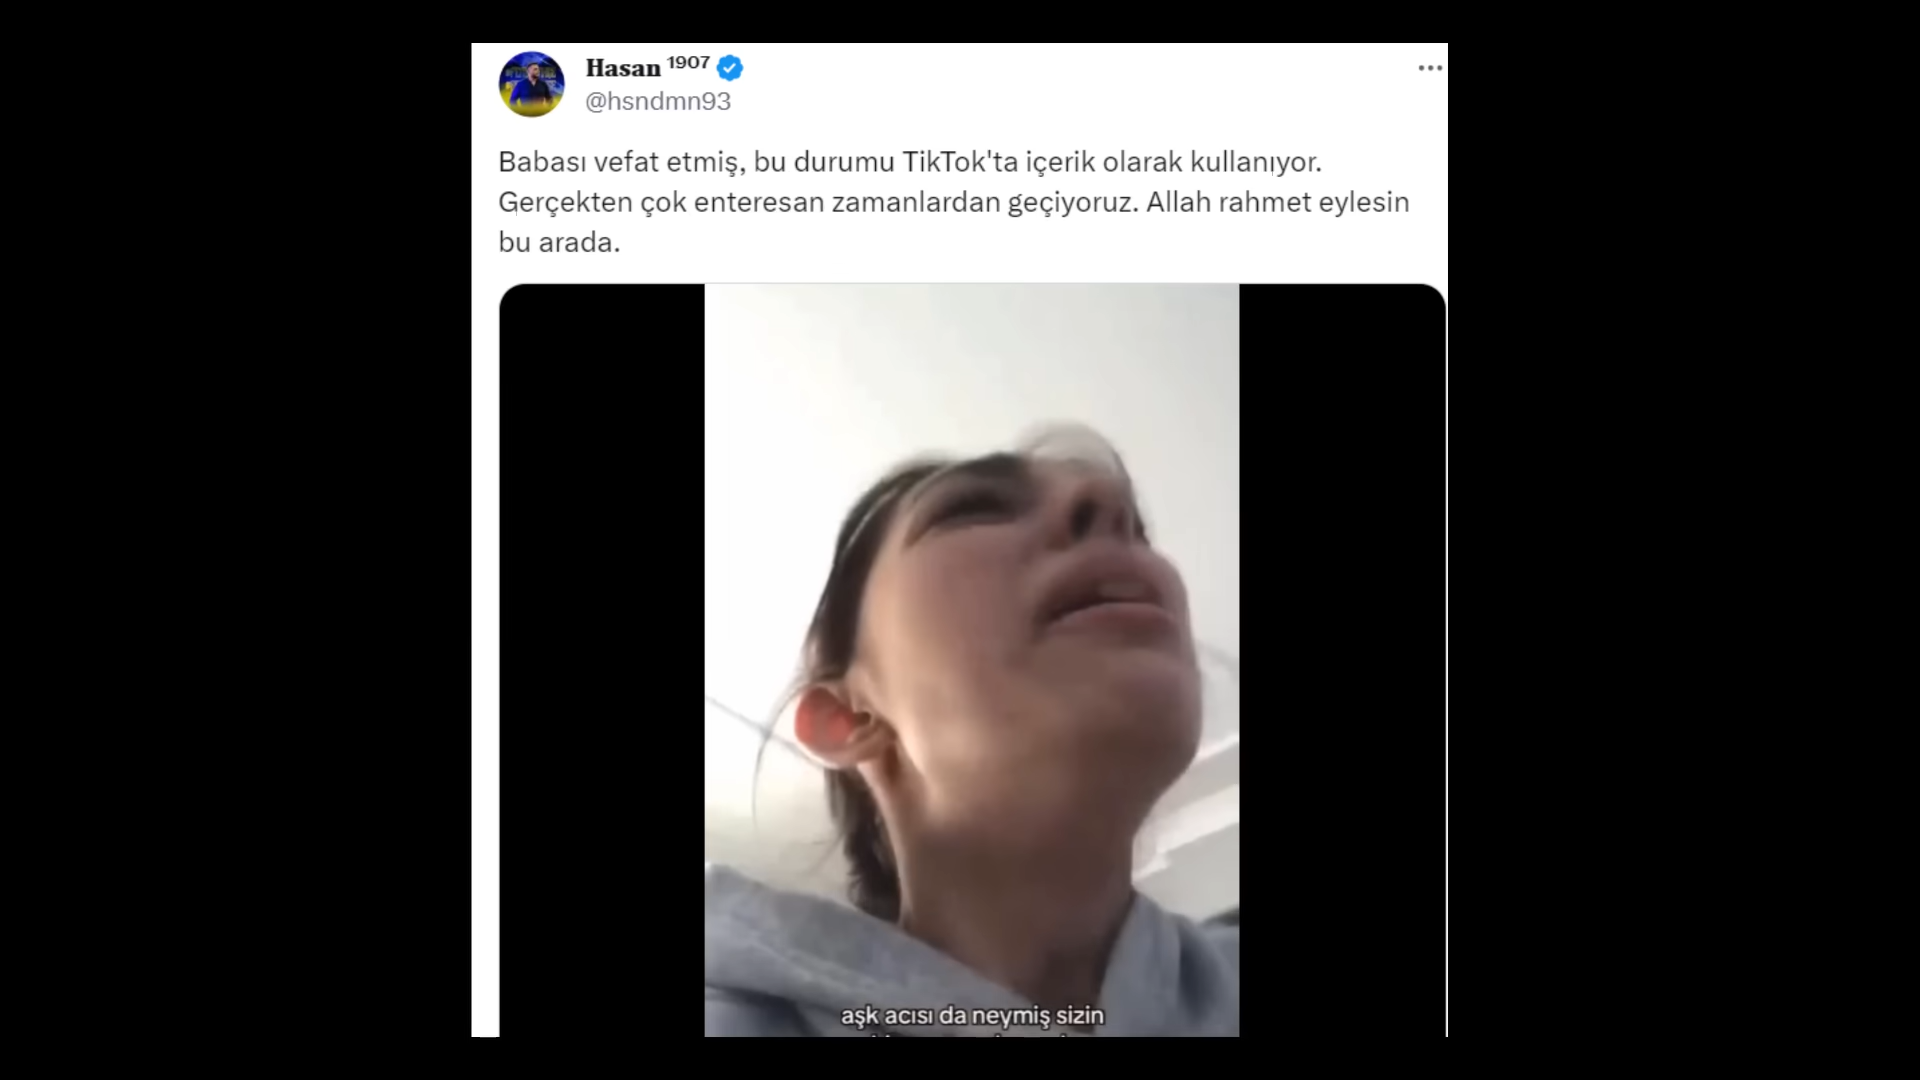 Hasan 1907
@hsndmn93
Babası vefat etmiş, bu durumu TikTok'ta içerik olarak kullanıyor.
Gerçekten çok enteresan zamanlardan geçiyoruz. Allah rahmet eylesin
bu arada.
aşk acısı da neymiş sizin